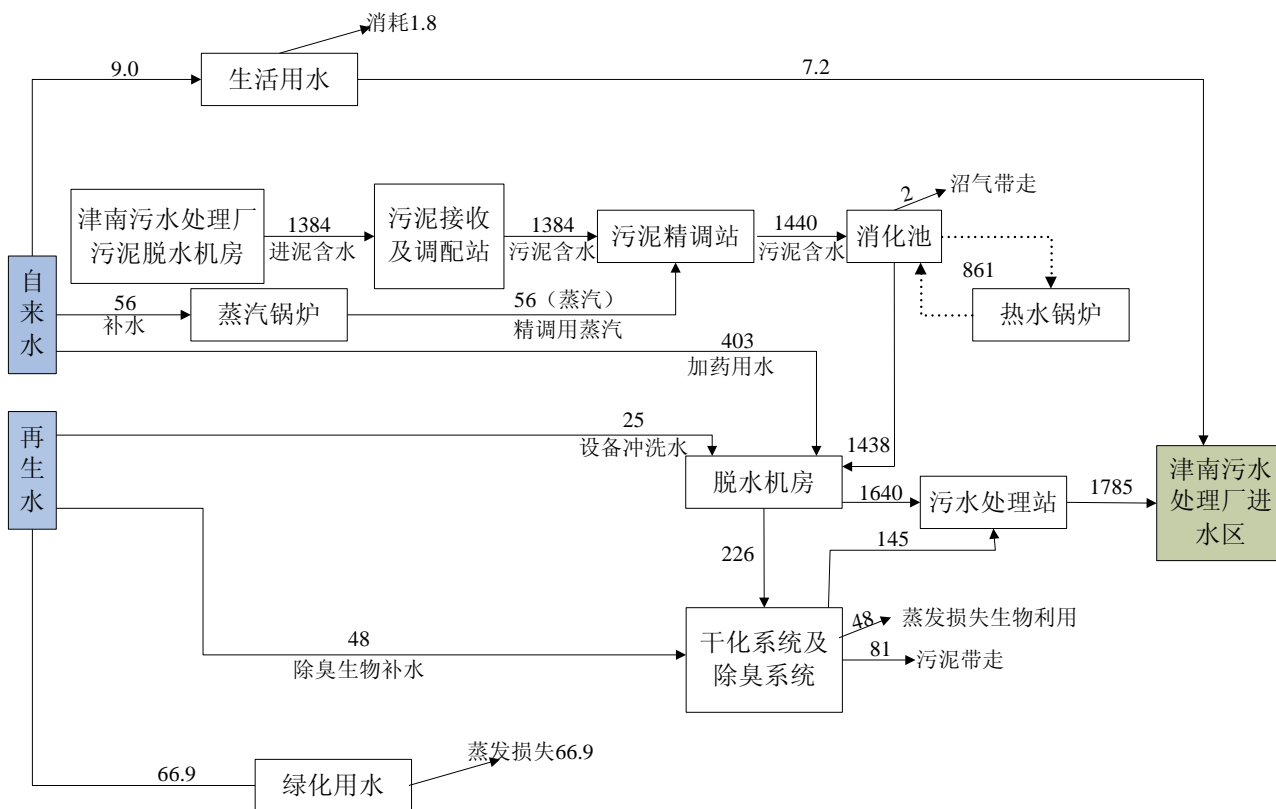 消耗1.8
9.0
生活用水
7.2
津南污水处理厂
污泥脱水机房
1384
进泥含水
污泥接收
及调配站
1384
污泥含水
污泥精调站
1440
污泥含水
消化池
2
沼气带走
861
热水锅炉
自
来
水
56
补水
蒸汽锅炉
56（蒸汽）
精调用蒸汽
403
加药用水
再
生
水
25
设备冲洗水
1438
脱水机房
1640
污水处理站
1785
津南污水
处理厂进
水区
226
145
48
除臭生物补水
干化系统及
除臭系统
48
蒸发损失生物利用
81
污泥带走
66.9
绿化用水
蒸发损失66.9